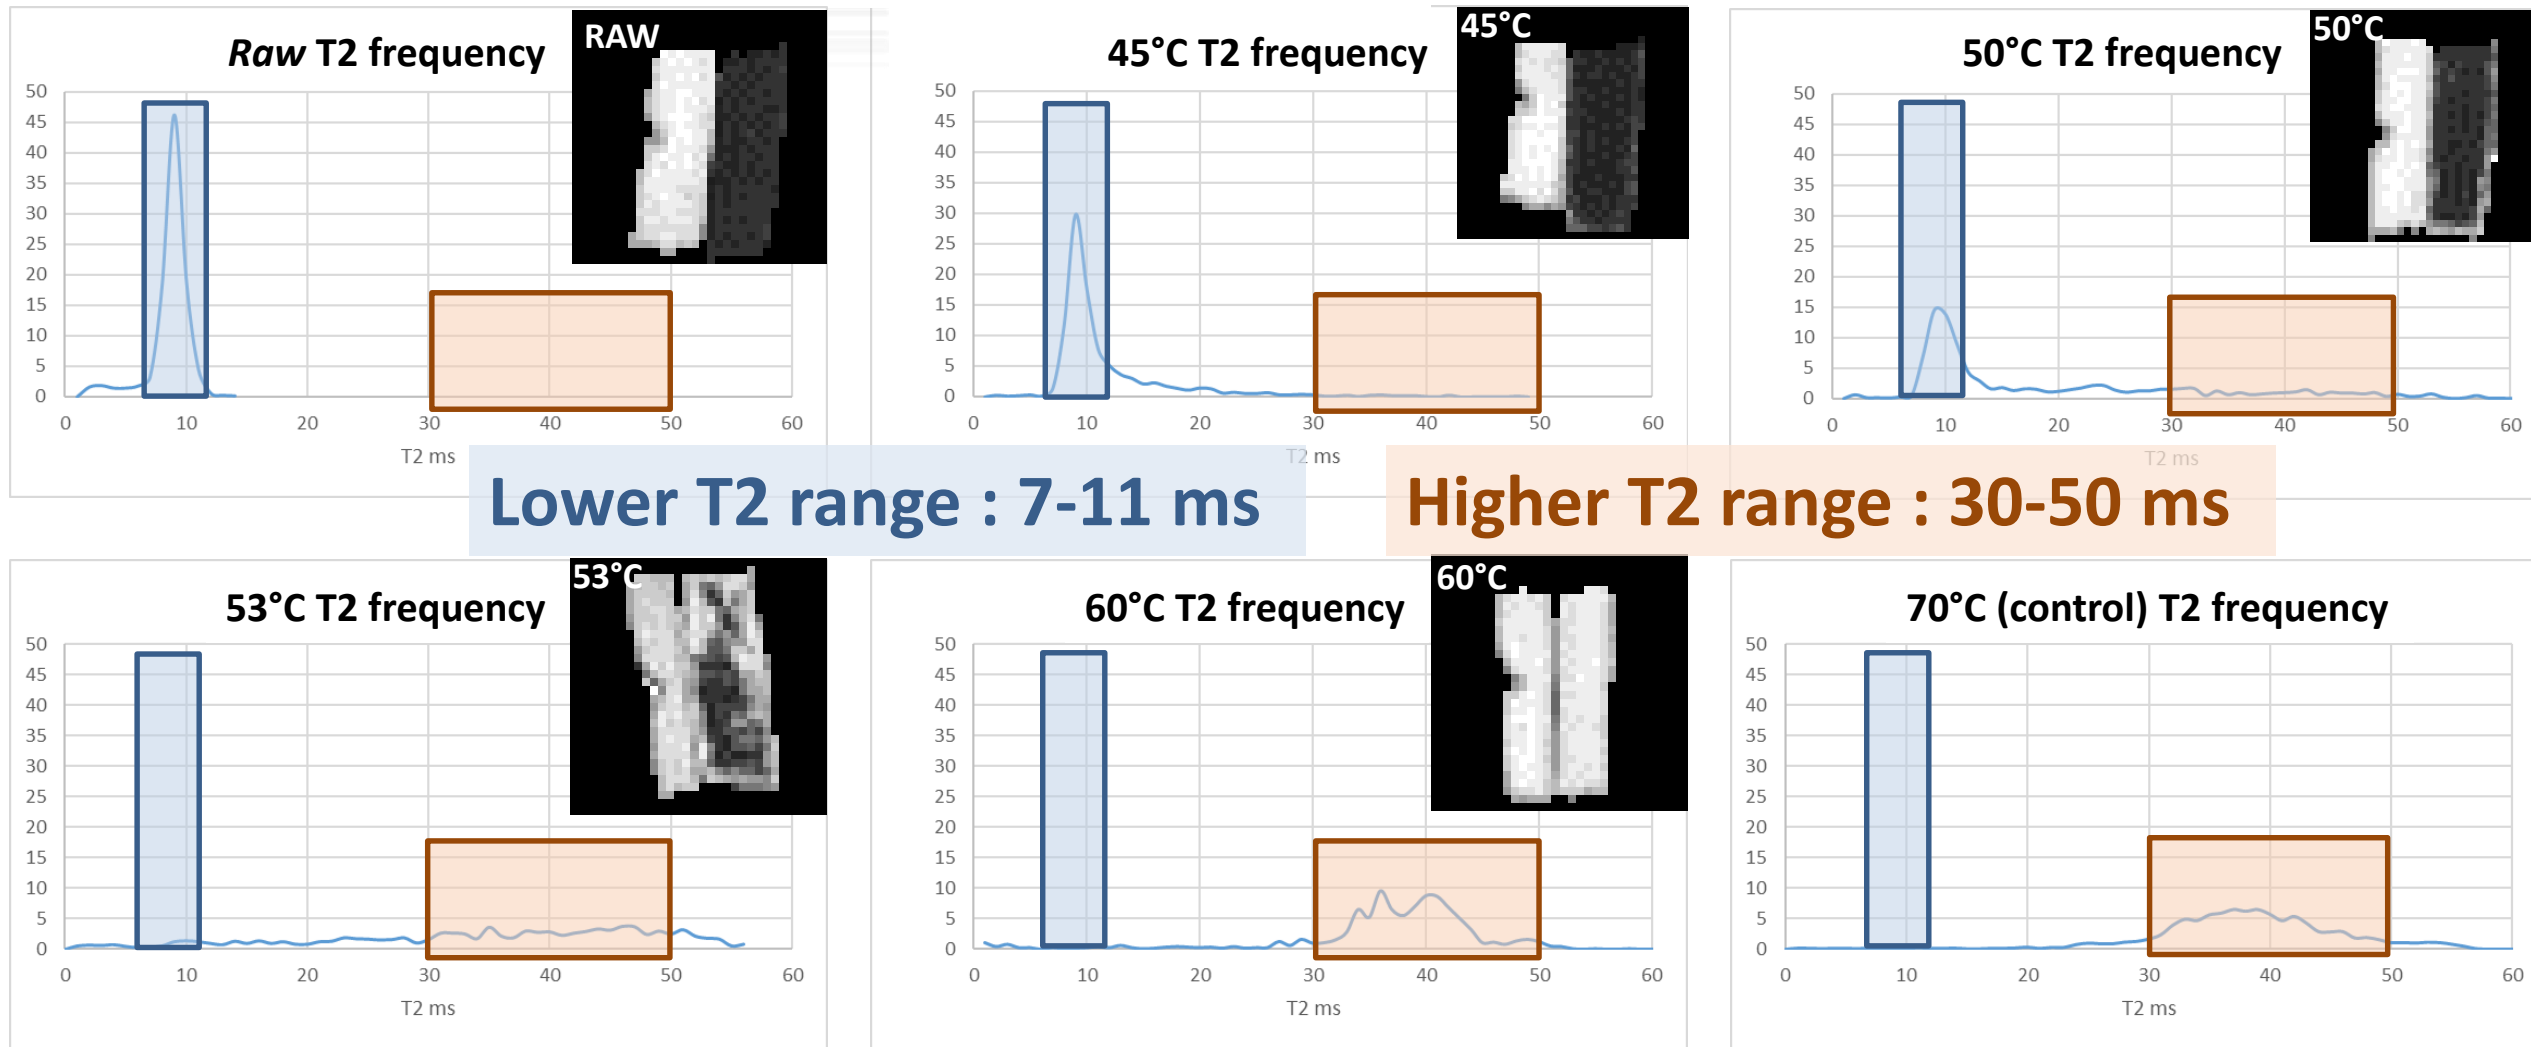 Raw T2 frequency
RAW
50
45
40
35
30
25
20
15
10
5
0
0 10 20 30 40 50 60
T2 ms
45°C T2 frequency
45°C
50
45
40
35
30
25
20
15
10
5
0
0 10 20 30 40 50 60
T2 ms
50°C T2 frequency
50°C
50
45
40
35
30
25
20
15
10
5
0
0 10 20 30 40 50 60
T2 ms
Lower T2 range : 7-11 ms
Higher T2 range : 30-50 ms
53°C T2 frequency
53°C
50
45
40
35
30
25
20
15
10
5
0
0 10 20 30 40 50 60
T2 ms
60°C T2 frequency
60°C
50
45
40
35
30
25
20
15
10
5
0
0 10 20 30 40 50 60
T2 ms
70°C (control) T2 frequency
50
45
40
35
30
25
20
15
10
5
0
0 10 20 30 40 50 60
T2 ms